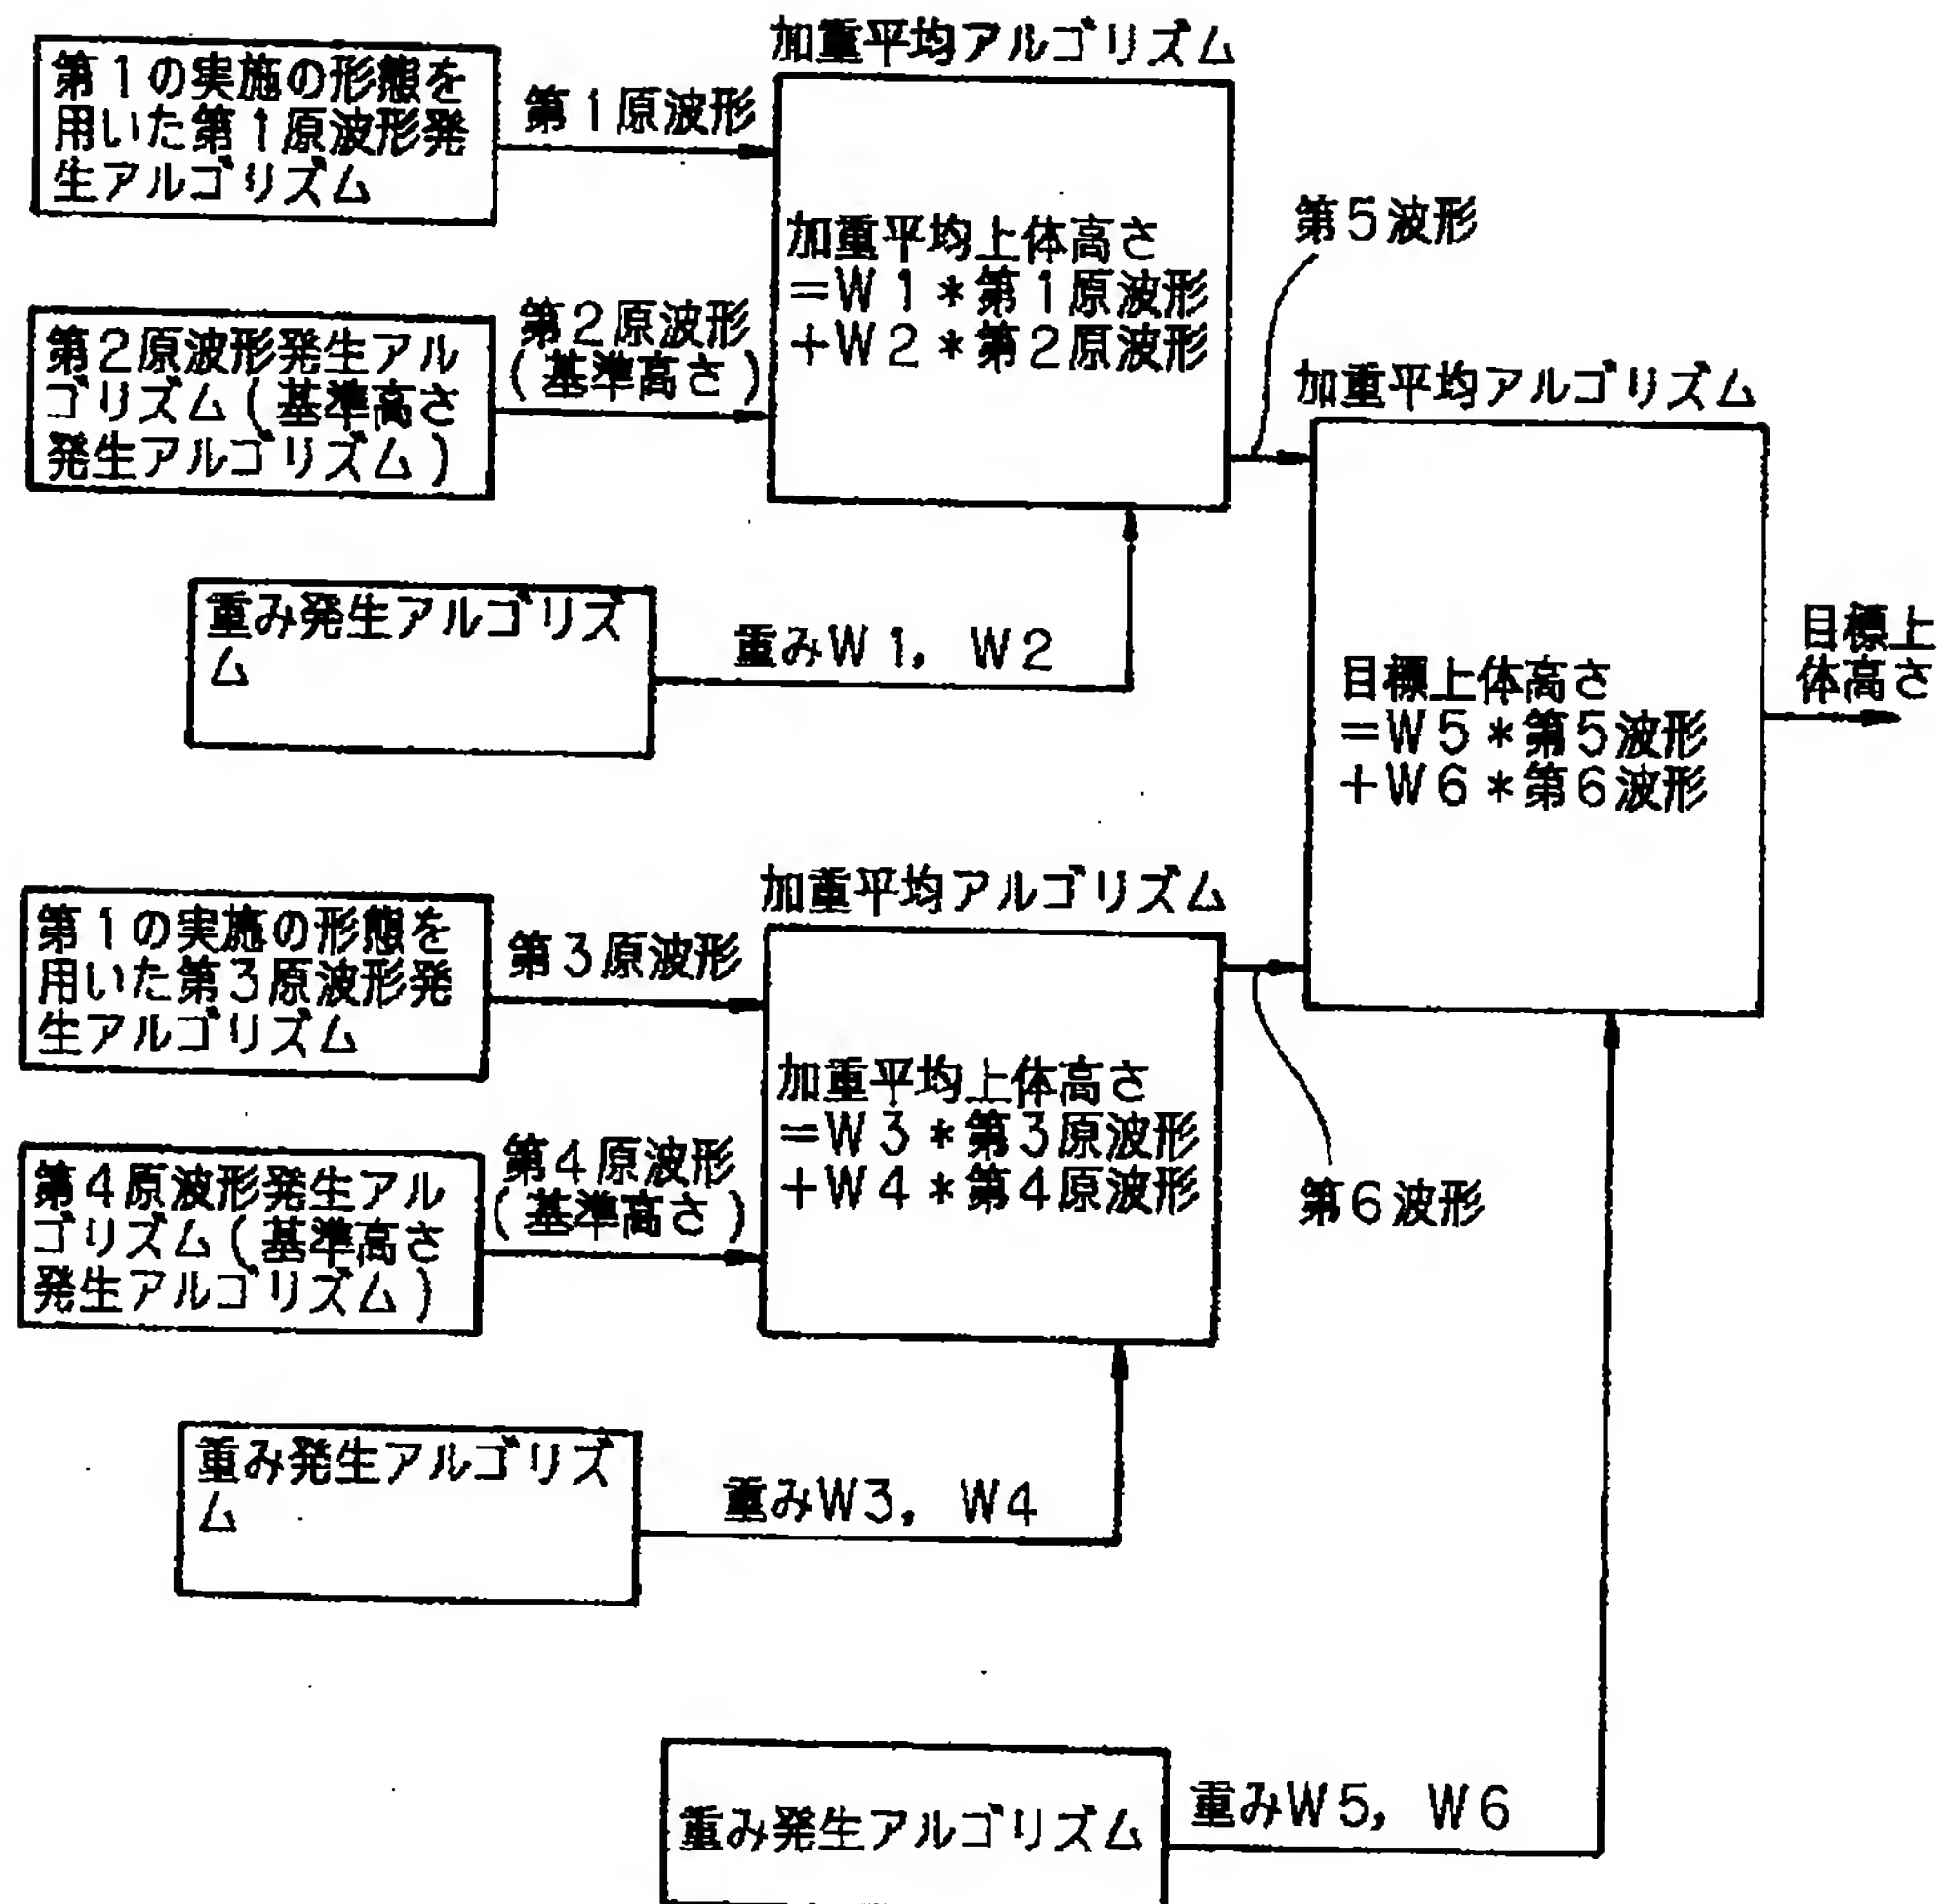 加重平均アルゴリズム
第1の実施の形態を
用いた第1原波形発
生アルゴリズム
第1原波形
加重平均上体高さ
=W1*第1原波形
+W2*第2原波形
第5波形
第2原波形発生アル
ゴリズム(基準高さ
発生アルゴリズム)
第2原波形
(基準高さ)
加重平均アルゴリズム
重み発生アルゴリズ
ム
重みW1, W2
目標上体高さ
=W5*第5波形
+W6*第6波形
目標上
体高さ
加重平均アルゴリズム
第1の実施の形態を
用いた第3原波形発
生アルゴリズム
第3原波形
加重平均上体高さ
=W3*第3原波形
+W4*第4原波形
第4原波形発生アル
ゴリズム(基準高さ
発生アルゴリズム)
第4原波形
(基準高さ)
第6波形
重み発生アルゴリズ
ム
重みW3, W4
重み発生アルゴリズム
重みW5, W6